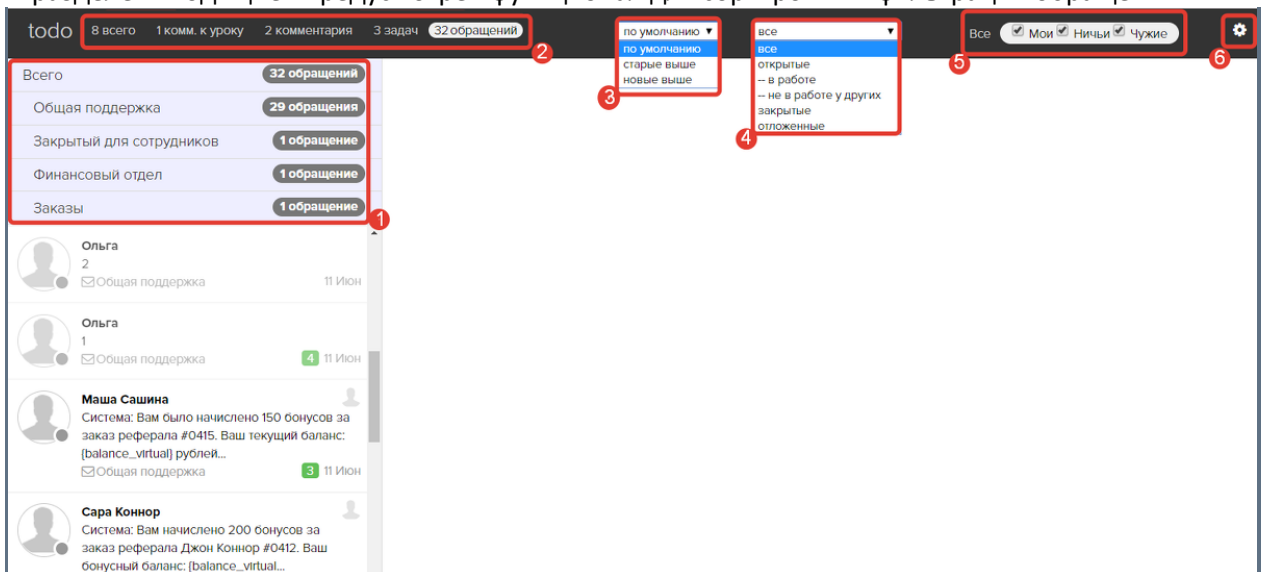 todo 8 всего 1 комм. к уроку 2 комментария 3 задач 32 обращений 2
по умолчанию
по умолчанию
старые выше
новые выше
3
все
все
открытые
-- в работе
-- не в работе у других
закрытые
отложенные
4
Все Мои Ничьи Чужие
5
6
Всего 32 обращений
Общая поддержка 29 обращения
Закрытый для сотрудников 1 обращение
Финансовый отдел 1 обращение
Заказы 1 обращение
1
Ольга
2
Общая поддержка 11 Июн
Ольга
1
Общая поддержка 4 11 Июн
Маша Сашина
Система: Вам было начислено 150 бонусов за
заказ реферала #0415. Ваш текущий баланс:
{balance_virtual} рублей...
Общая поддержка 3 11 Июн
Сара Коннор
Система: Вам начислено 200 бонусов за
заказ реферала Джон Коннор #0412. Ваш
бонусный баланс: {balance_virtual...